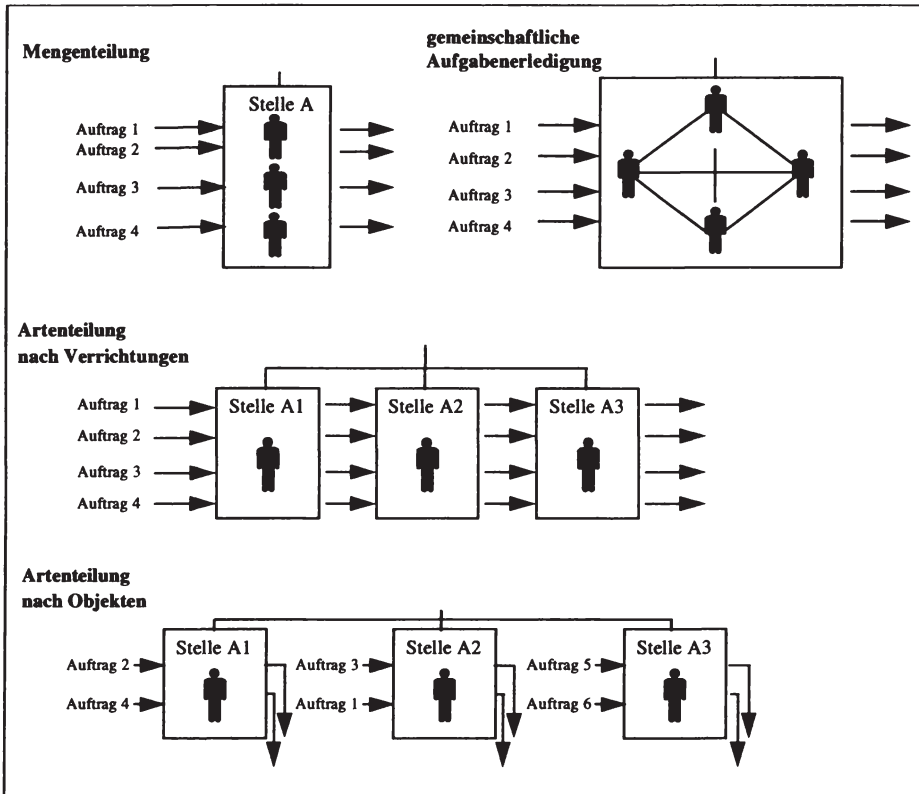 Mengenteilung
Stelle A
Auftrag 1
Auftrag 2
Auftrag 3
Auftrag 4
gemeinschaftliche
Aufgabenerledigung
Auftrag 1
Auftrag 2
Auftrag 3
Auftrag 4
Artenteilung
nach Verrichtungen
Stelle A1
Stelle A2
Stelle A3
Auftrag 1
Auftrag 2
Auftrag 3
Auftrag 4
Artenteilung
nach Objekten
Stelle A1
Stelle A2
Stelle A3
Auftrag 2
Auftrag 3
Auftrag 5
Auftrag 4
Auftrag 1
Auftrag 6